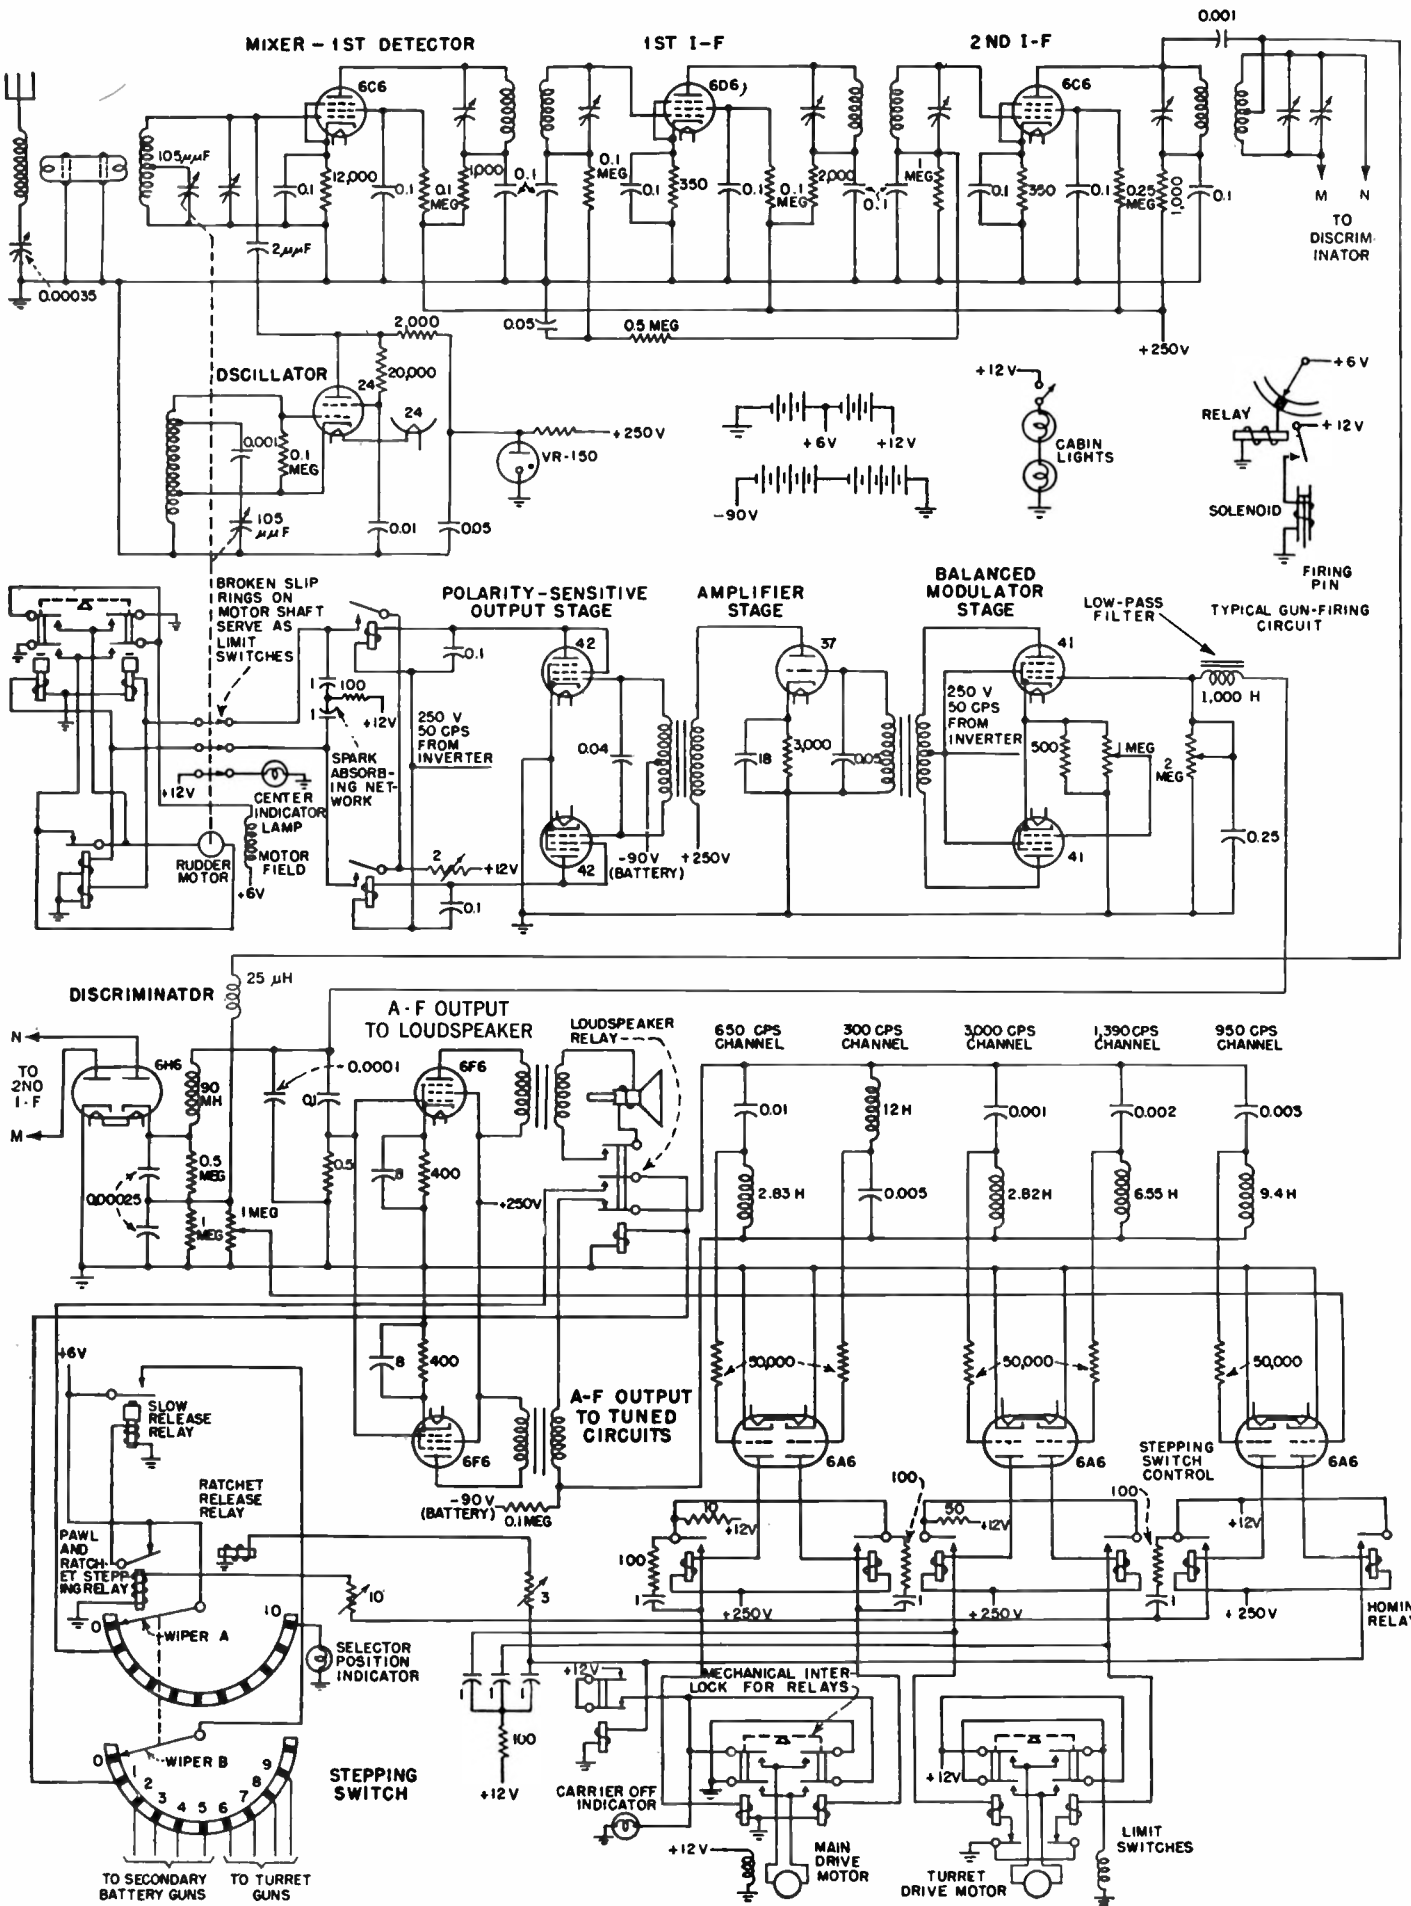 MIXER – 1ST DETECTOR
1ST I-F
2ND I-F
0.001
6C6
6D6
6C6
105μμF
0.1
12,000
0.1
0.1
MEG
1,000
0.1
0.1
MEG
0.1
350
0.1
0.1
MEG
2,000
0.1
1
MEG
0.1
350
0.1
0.25
MEG
1,000
0.1
M
N
TO
DISCRIM-
INATOR
2μμF
0.00035
2,000
0.05
0.5 MEG
+250V
OSCILLATOR
24
20,000
24
0.001
0.1
MEG
105
μμF
0.01
0.05
+250V
VR-150
+6V
+12V
-90V
+12V
CABIN
LIGHTS
+6V
RELAY
+12V
SOLENOID
FIRING
PIN
TYPICAL GUN-FIRING
CIRCUIT
BROKEN SLIP
RINGS ON
MOTOR SHAFT
SERVE AS
LIMIT
SWITCHES
POLARITY-SENSITIVE
OUTPUT STAGE
AMPLIFIER
STAGE
BALANCED
MODULATOR
STAGE
LOW-PASS
FILTER
0.1
42
37
41
1,000 H
1
100
+12V
1
SPARK
ABSORB-
ING NET-
WORK
250 V
50 CPS
FROM
INVERTER
0.04
18
3,000
0.05
250 V
50 CPS
FROM
INVERTER
500
1 MEG
2
MEG
0.25
+12V
CENTER
INDICATOR
LAMP
RUDDER
MOTOR
MOTOR
FIELD
+6V
2
+12V
0.1
42
-90V
(BATTERY)
+250V
41
DISCRIMINATOR
25 μH
A-F OUTPUT
TO LOUDSPEAKER
LOUDSPEAKER
RELAY
650 CPS
CHANNEL
300 CPS
CHANNEL
3,000 CPS
CHANNEL
1,390 CPS
CHANNEL
950 CPS
CHANNEL
N
TO
2ND
I-F
M
6H6
90
MH
0.0001
0.1
6F6
0.01
12H
0.001
0.002
0.003
0.5
MEG
0.5
8
400
+250V
2.83 H
0.005
2.82H
6.55 H
9.4H
0.00025
1
MEG
1 MEG
+6V
8
400
50,000
50,000
50,000
SLOW
RELEASE
RELAY
A-F OUTPUT
TO TUNED
CIRCUITS
6F6
6A6
6A6
6A6
STEPPING
SWITCH
CONTROL
RATCHET
RELEASE
RELAY
-90V
(BATTERY)
0.1MEG
10
+12V
100
50
+12V
100
+12V
PAWL
AND
RATCH-
ET STEPP-
ING RELAY
100
1
+250V
1
+250V
1
+250V
HOMIN
RELAY
10
3
0
WIPER A
10
SELECTOR
POSITION
INDICATOR
+12V
MECHANICAL INTER-
LOCK FOR RELAYS
1
1
1
100
+12V
0
WIPER B
1
2
3
4
5
6
7
8
9
STEPPING
SWITCH
+12V
CARRIER OFF
INDICATOR
+12V
MAIN
DRIVE
MOTOR
TURRET
DRIVE MOTOR
LIMIT
SWITCHES
TO SECONDARY
BATTERY GUNS
TO TURRET
GUNS